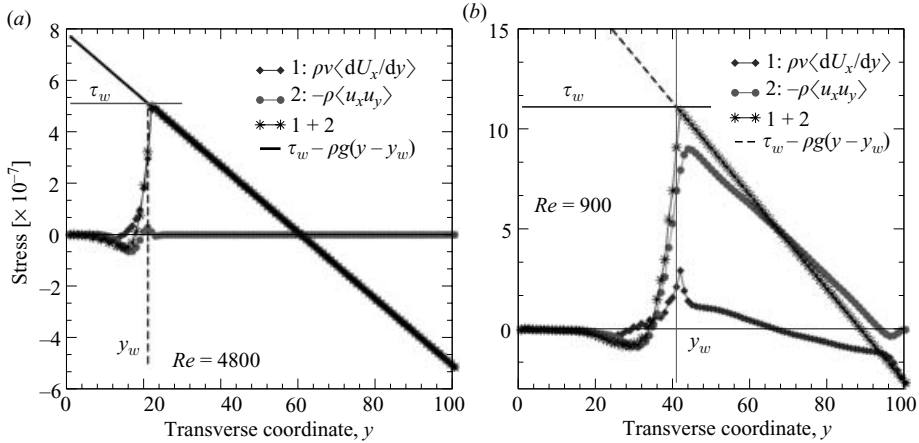 (a)
8
6
4
2
0
−2
−4
−6
Stress [× 10⁻⁷]
τw
1: ρν⟨dUx/dy⟩
2: −ρ⟨uxuy⟩
1 + 2
τw − ρg(y − yw)
yw
Re = 4800
0 20 40 60 80 100
Transverse coordinate, y
(b)
15
10
5
0
τw
1: ρν⟨dUx/dy⟩
2: −ρ⟨uxuy⟩
1 + 2
τw − ρg(y − yw)
Re = 900
yw
0 20 40 60 80 100
Transverse coordinate, y